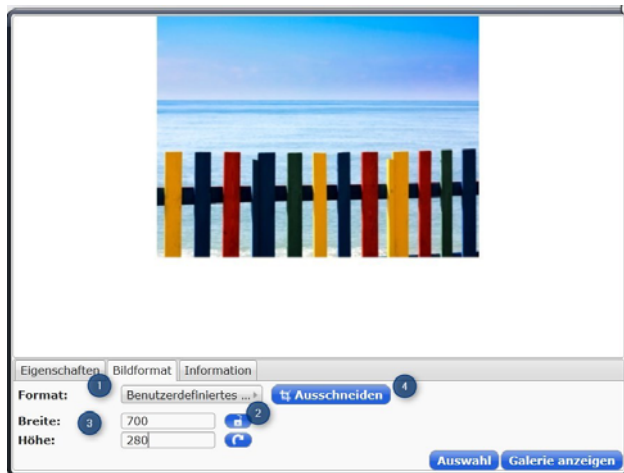 Eigenschaften Bildformat Information
1
Format: Benutzerdefiniertes ... Ausschneiden 4
2
Breite: 3 700
Höhe: 280
Auswahl Galerie anzeigen